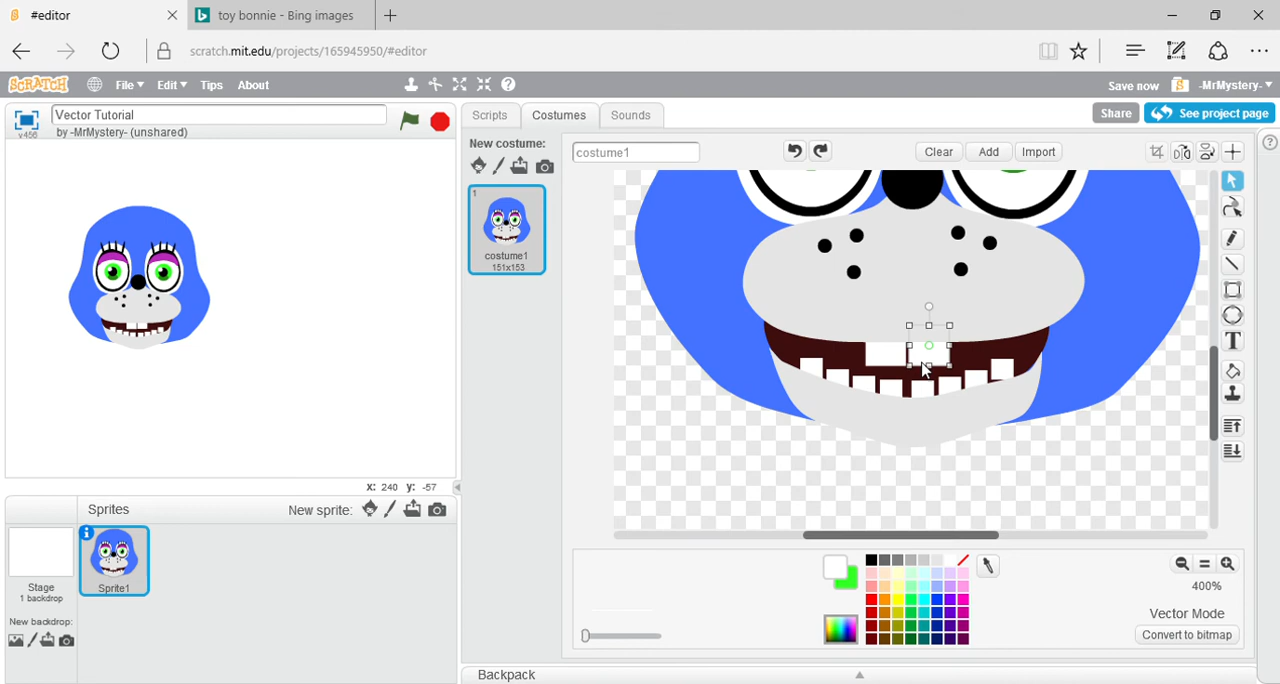 #editor
toy bonnie - Bing images
scratch.mit.edu/projects/165945950/#editor
SCRATCH
File
Edit
Tips
About
Save now
S
-MrMystery-
v456
Vector Tutorial
by -MrMystery- (unshared)
Scripts
Costumes
Sounds
Share
See project page
New costume:
costume1
Clear
Add
Import
1
costume1
151x153
T
x: 240 y: -57
Sprites
New sprite:
Stage
1 backdrop
Sprite1
New backdrop:
400%
Vector Mode
Convert to bitmap
Backpack